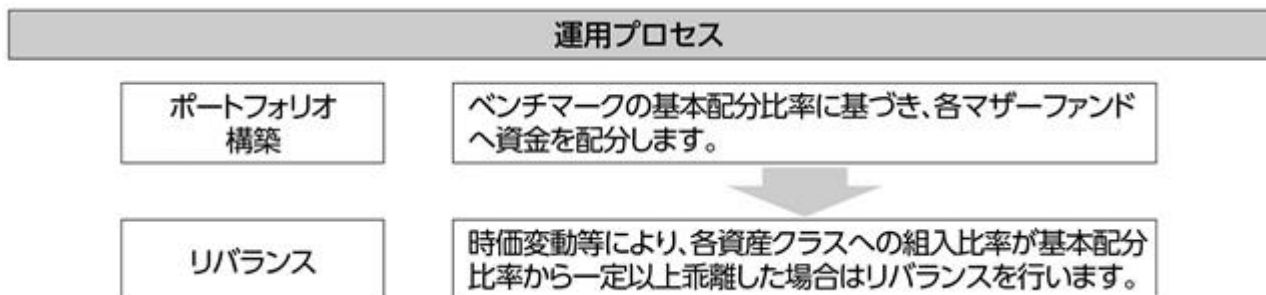 運用プロセス
ポートフォリオ
構築
ベンチマークの基本配分比率に基づき、各マザーファンド
へ資金を配分します。
リバランス
時価変動等により、各資産クラスへの組入比率が基本配分
比率から一定以上乖離した場合はリバランスを行います。